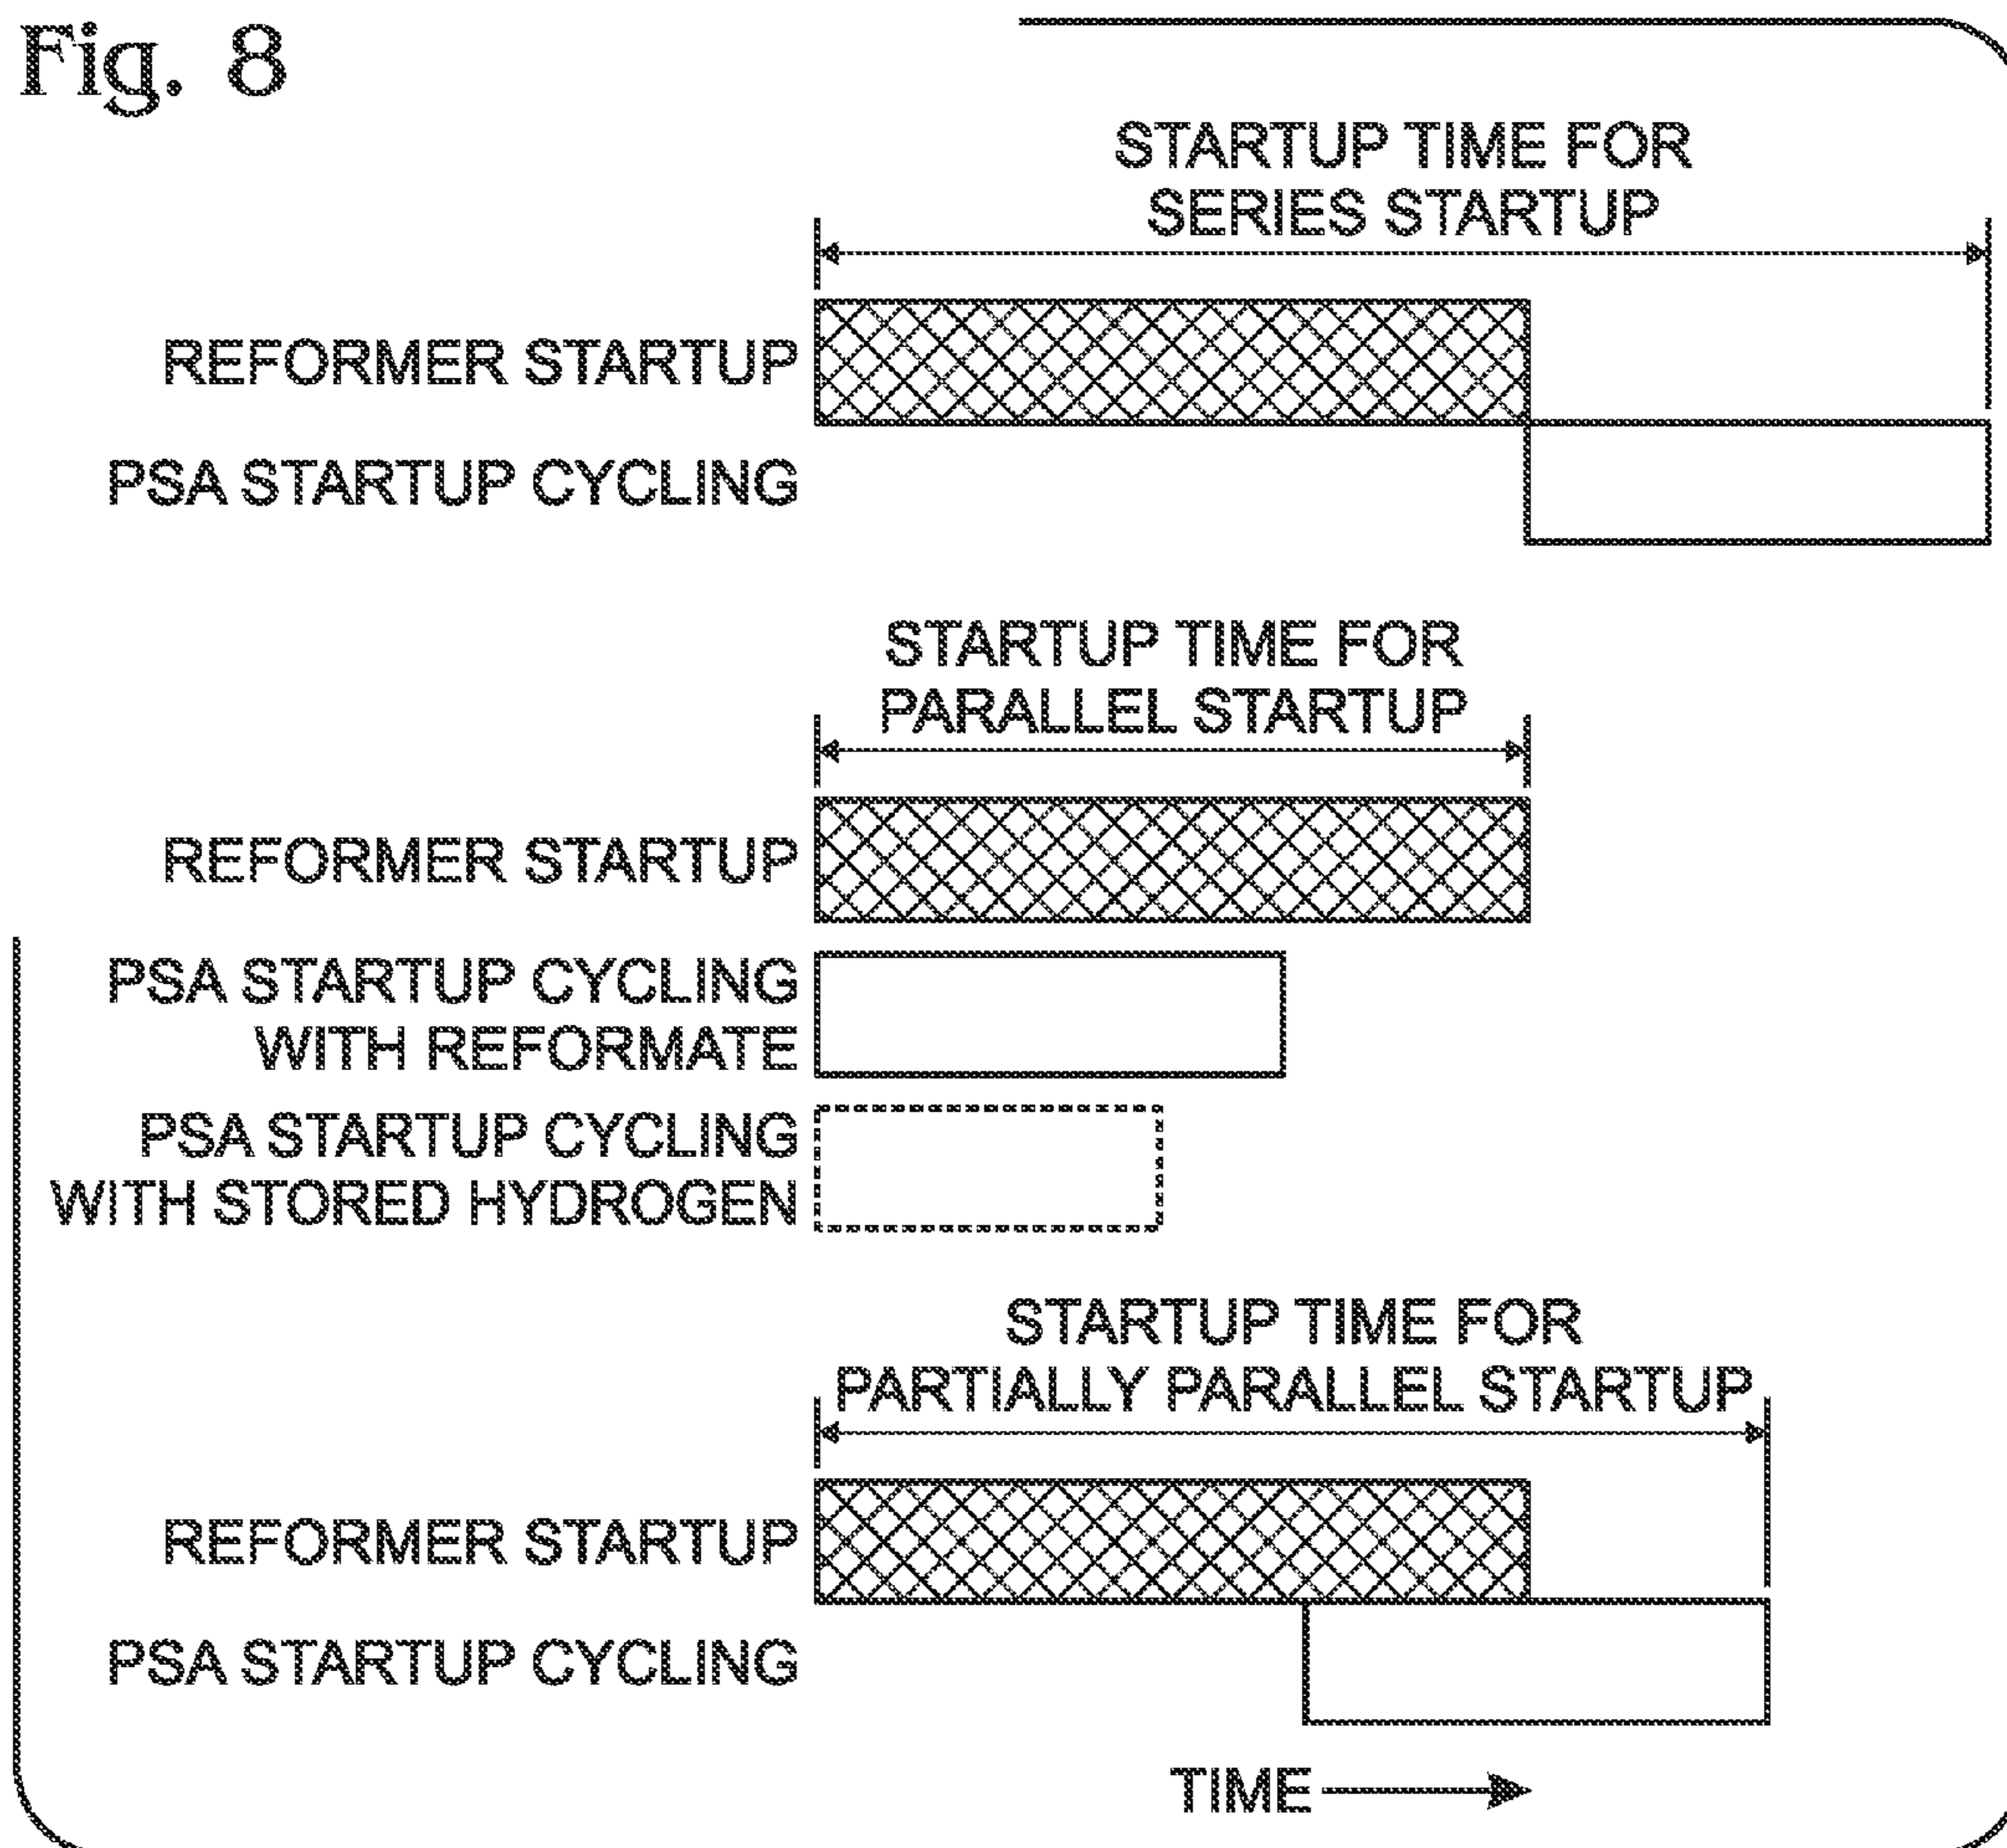 Fig. 8
STARTUP TIME FOR
SERIES STARTUP
REFORMER STARTUP
PSA STARTUP CYCLING
STARTUP TIME FOR
PARALLEL STARTUP
REFORMER STARTUP
PSA STARTUP CYCLING
WITH REFORMATE
PSA STARTUP CYCLING
WITH STORED HYDROGEN
STARTUP TIME FOR
PARTIALLY PARALLEL STARTUP
REFORMER STARTUP
PSA STARTUP CYCLING
TIME